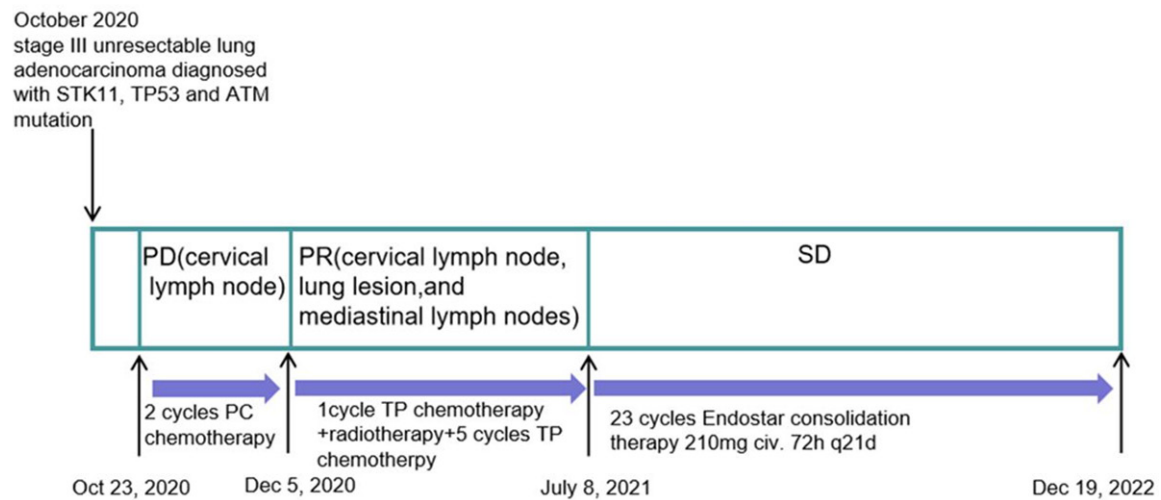 October 2020
stage III unresectable lung
adenocarcinoma diagnosed
with STK11, TP53 and ATM
mutation
PD(cervical
lymph node)
PR(cervical lymph node,
lung lesion,and
mediastinal lymph nodes)
SD
2 cycles PC
chemotherapy
1cycle TP chemotherapy
+radiotherapy+5 cycles TP
chemotherpy
23 cycles Endostar consolidation
therapy 210mg civ. 72h q21d
Oct 23, 2020
Dec 5, 2020
July 8, 2021
Dec 19, 2022